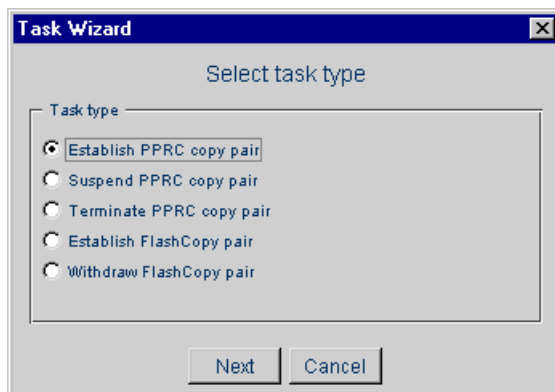 Task Wizard
Select task type
Task type
Establish PPRC copy pair
Suspend PPRC copy pair
Terminate PPRC copy pair
Establish FlashCopy pair
Withdraw FlashCopy pair
Next Cancel